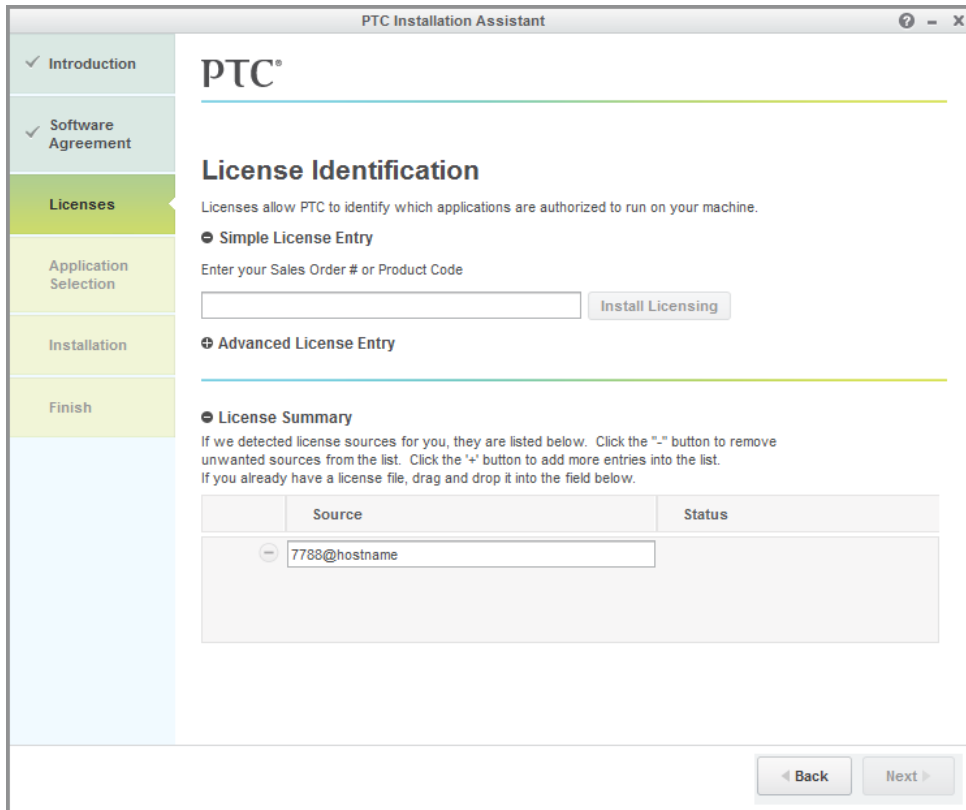 PTC Installation Assistant
Introduction
Software
Agreement
Licenses
Application
Selection
Installation
Finish
PTC®
License Identification
Licenses allow PTC to identify which applications are authorized to run on your machine.
Simple License Entry
Enter your Sales Order # or Product Code
Install Licensing
Advanced License Entry
License Summary
If we detected license sources for you, they are listed below.  Click the "-" button to remove
unwanted sources from the list.  Click the '+' button to add more entries into the list.
If you already have a license file, drag and drop it into the field below.
Source Status
7788@hostname
Back Next